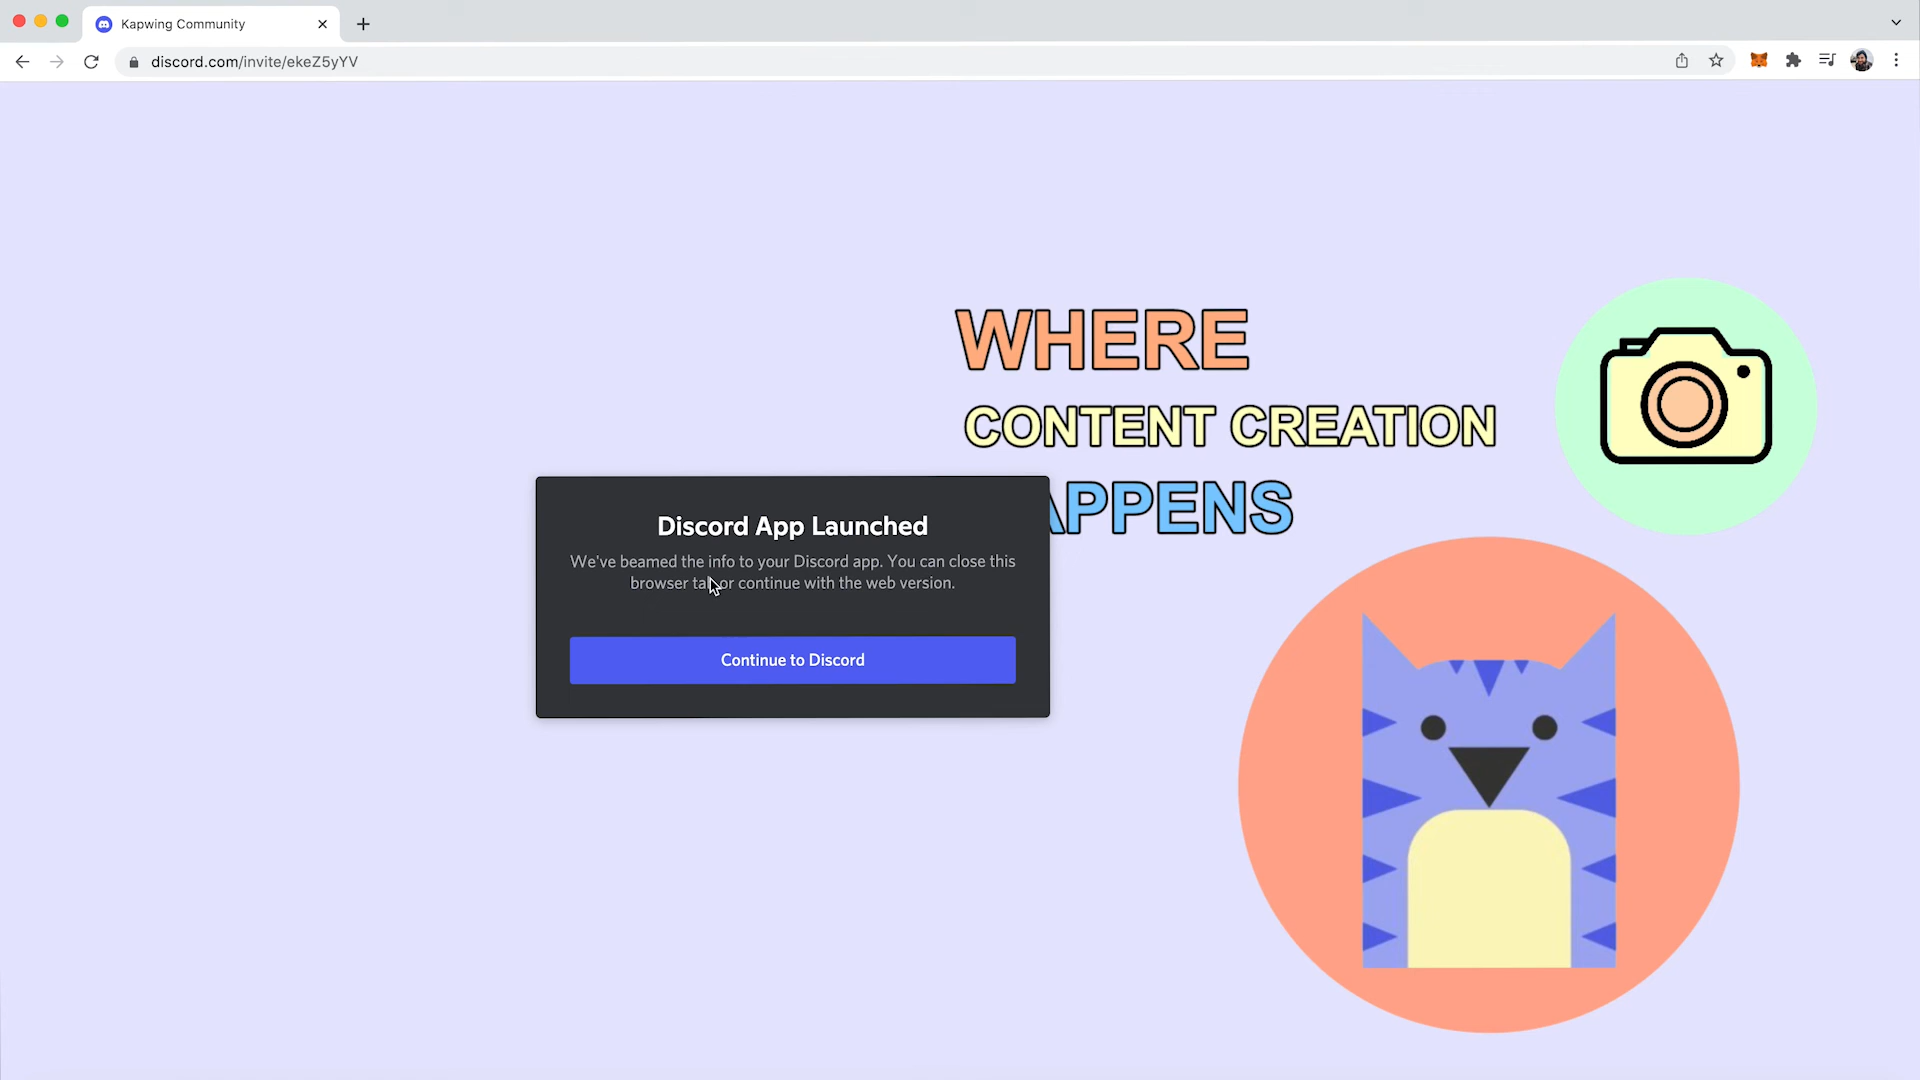 Kapwing Community
discord.com/invite/ekeZ5yYV
WHERE
CONTENT CREATION
APPENS
Discord App Launched
We've beamed the info to your Discord app. You can close this
browser tab or continue with the web version.
Continue to Discord